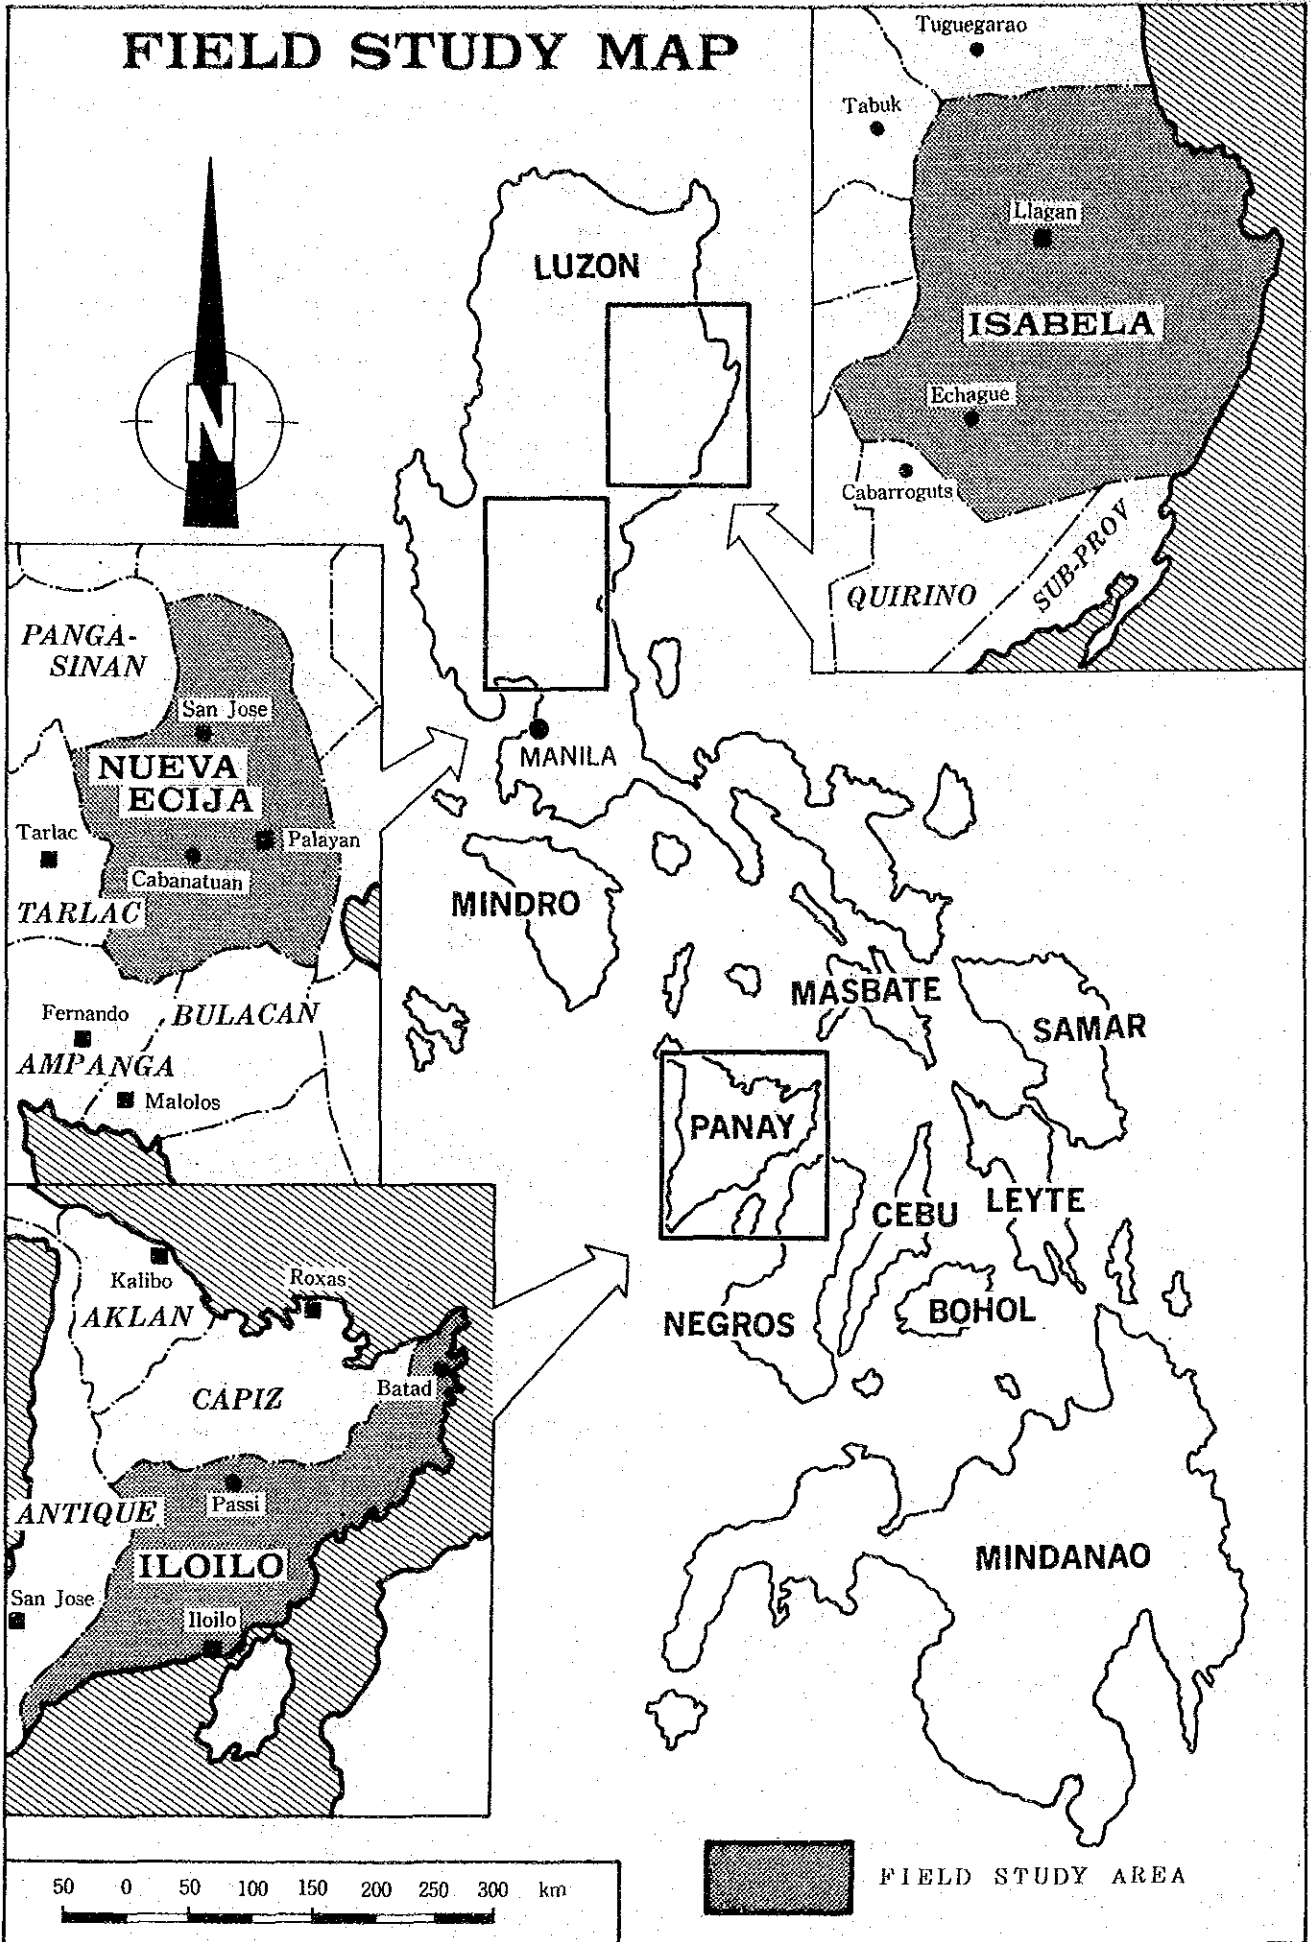 FIELD STUDY MAP
Tuguegarao
Tabuk
Llagan
ISABELA
Echague
Cabarroguts
QUIRINO
SUB-PROV
LUZON
N
MANILA
PANGA-
SINAN
San Jose
NUEVA
ECIJA
Tarlac
Palayan
Cabanatuan
TARLAC
Fernando
BULACAN
AMPANGA
Malolos
MINDRO
MASBATE
SAMAR
PANAY
CEBU
LEYTE
NEGROS
BOHOL
MINDANAO
Kalibo
Roxas
AKLAN
Batad
CAPIZ
ANTIQUE
Passi
ILOILO
San Jose
Iloilo
FIELD STUDY AREA
50 0 50 100 150 200 250 300 km